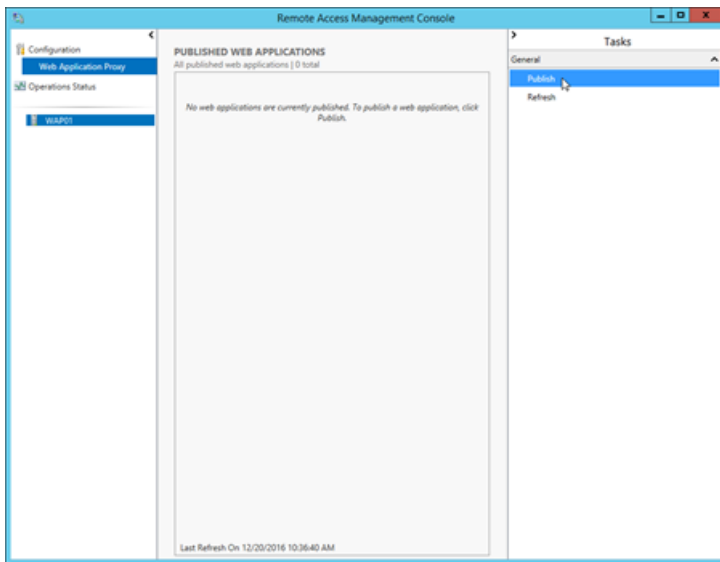 Remote Access Management Console
Configuration
Web Application Proxy
Operations Status
WAP01
PUBLISHED WEB APPLICATIONS
All published web applications | 0 total
No web applications are currently published. To publish a web application, click
Publish.
Last Refresh On 12/20/2016 10:36:40 AM
Tasks
General
Publish
Refresh